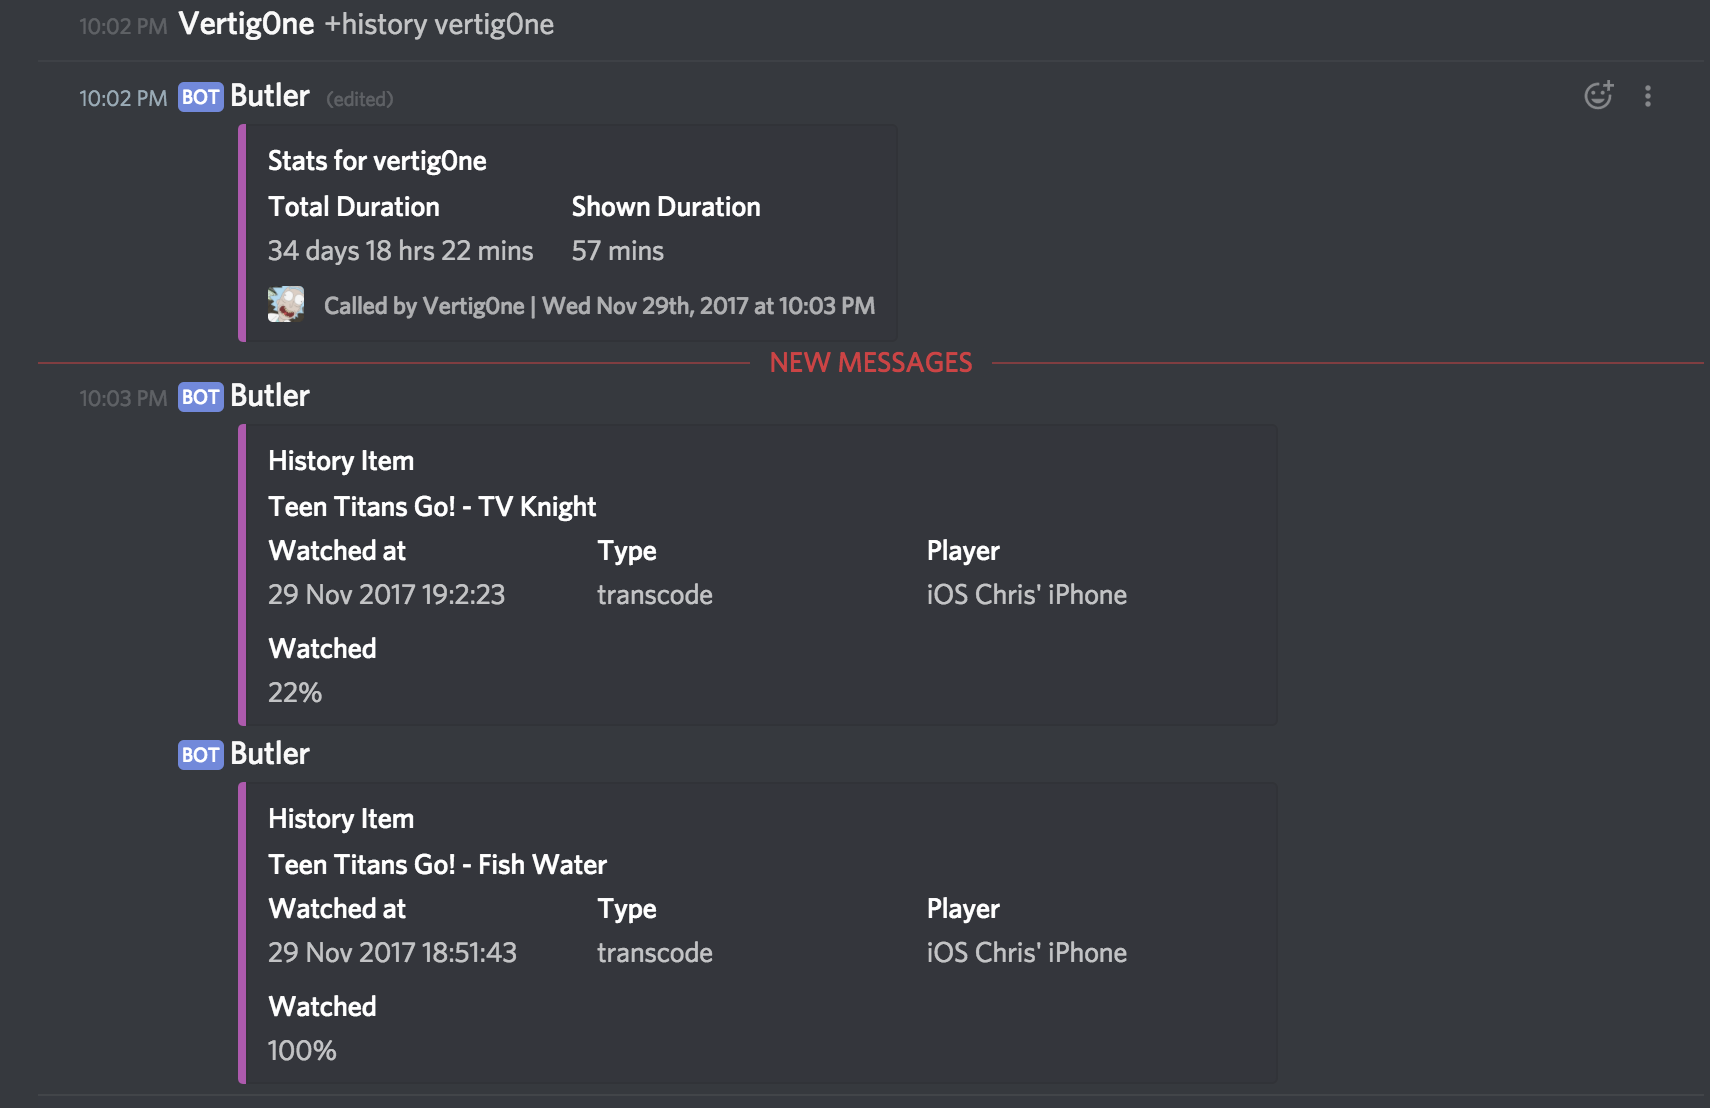 10:02 PM Vertig0ne +history vertig0ne
10:02 PM BOT Butler (edited)
Stats for vertig0ne
Total Duration Shown Duration
34 days 18 hrs 22 mins 57 mins
Called by Vertig0ne | Wed Nov 29th, 2017 at 10:03 PM
NEW MESSAGES
10:03 PM BOT Butler
History Item
Teen Titans Go! - TV Knight
Watched at Type Player
29 Nov 2017 19:2:23 transcode iOS Chris' iPhone
Watched
22%
BOT Butler
History Item
Teen Titans Go! - Fish Water
Watched at Type Player
29 Nov 2017 18:51:43 transcode iOS Chris' iPhone
Watched
100%